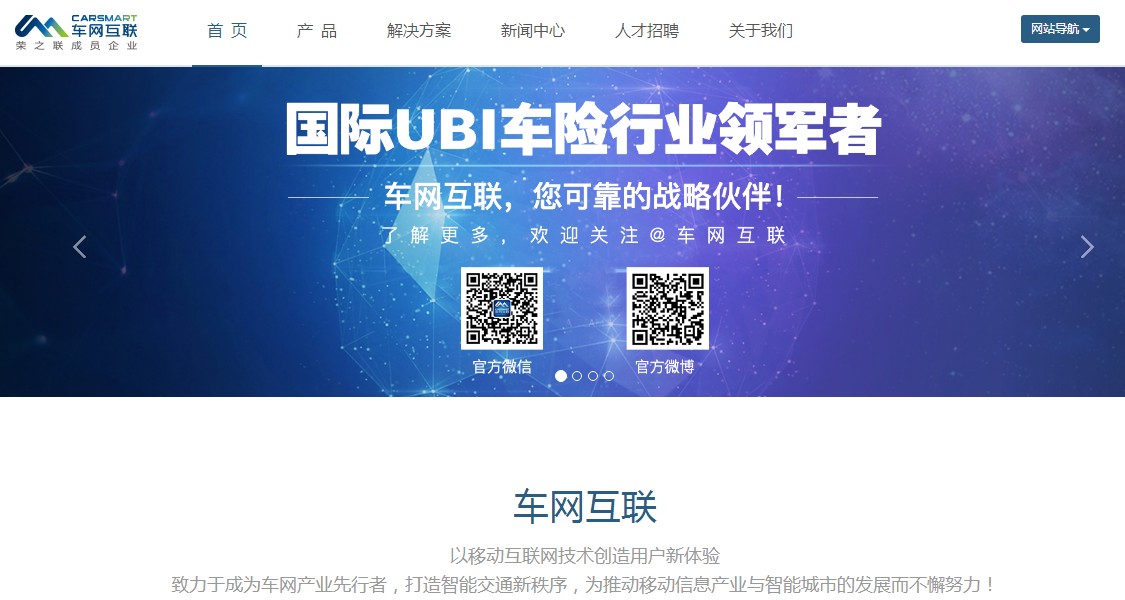 CARSMART
车网互联
荣之联成员企业
首 页
产 品
解决方案
新闻中心
人才招聘
关于我们
网站导航
国际UBI车险行业领军者
车网互联，您可靠的战略伙伴！
了解更多，欢迎关注@车网互联
官方微信
官方微博
车网互联
以移动互联网技术创造用户新体验
致力于成为车网产业先行者，打造智能交通新秩序，为推动移动信息产业与智能城市的发展而不懈努力！